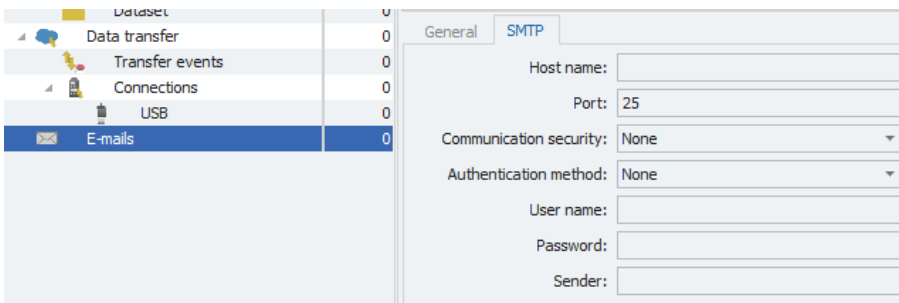 Dataset 0
Data transfer 0
Transfer events 0
Connections 0
USB 0
E-mails 0
General SMTP
Host name:
Port: 25
Communication security: None
Authentication method: None
User name:
Password:
Sender: